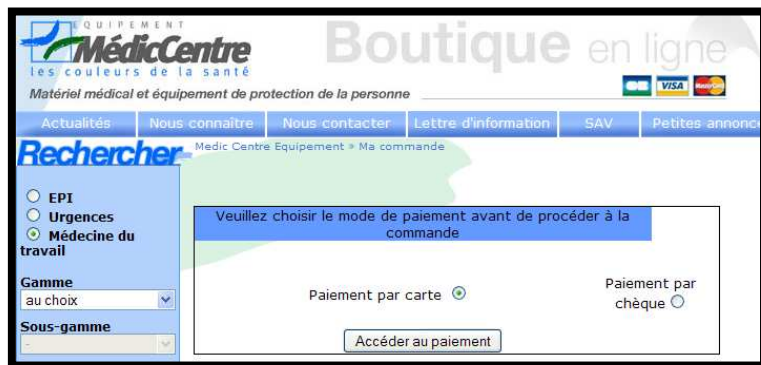 EQUIPEMENT
MédicCentre
les couleurs de la santé
Boutique en ligne
Matériel médical et équipement de protection de la personne
VISA
MasterCard
Actualités Nous connaître Nous contacter Lettre d'information SAV Petites annonce
Rechercher
Medic Centre Equipement » Ma commande
EPI
Urgences
Médecine du
travail
Gamme
au choix
Sous-gamme
-
Veuillez choisir le mode de paiement avant de procéder à la
commande
Paiement par carte
Paiement par
chèque
Accéder au paiement